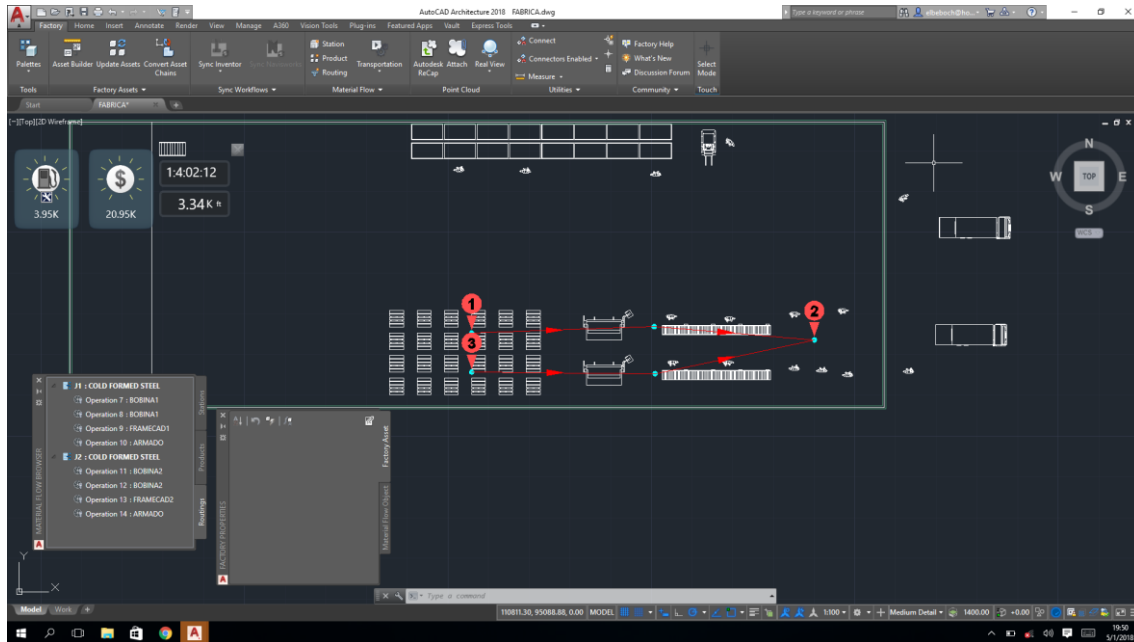 AutoCAD Architecture 2018 FABRICA.dwg
Type a keyword or phrase
elbeboch@ho...
Factory Home Insert Annotate Render View Manage A360 Vision Tools Plug-ins Featured Apps Vault Express Tools
Palettes
Asset Builder Update Assets Convert Asset Chains
Sync Inventor
Station
Product
Routing
Transportation
Autodesk ReCap
Attach
Real View
Connect
Connectors Enabled
Measure
Factory Help
What's New
Discussion Forum
Select Mode
Tools Factory Assets Sync Workflows Material Flow Point Cloud Utilities Community Touch
Start FABRICA*
[−][Top][2D Wireframe]
3.95K
$
20.95K
1:4:02:12
3.34 K ft
N
W TOP E
S
WCS
1
2
3
J1 : COLD FORMED STEEL
Operation 7 : BOBINA1
Operation 8 : BOBINA1
Operation 9 : FRAMECAD1
Operation 10 : ARMADO
J2 : COLD FORMED STEEL
Operation 11 : BOBINA2
Operation 12 : BOBINA2
Operation 13 : FRAMECAD2
Operation 14 : ARMADO
MATERIAL FLOW BROWSER
Stations
Products
Routings
FACTORY PROPERTIES
Factory Asset
Material Flow Object
Y
X
Type a command
Model Work +
110811.30, 95088.88, 0.00 MODEL
1:100
Medium Detail
1400.00
+0.00
19:50